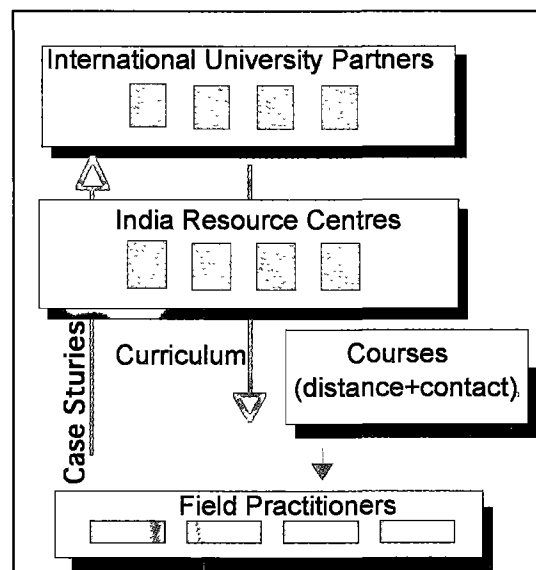 International University Partners
India Resource Centres
Case Sturies
Curriculum
Courses
(distance+contact)
Field Practitioners